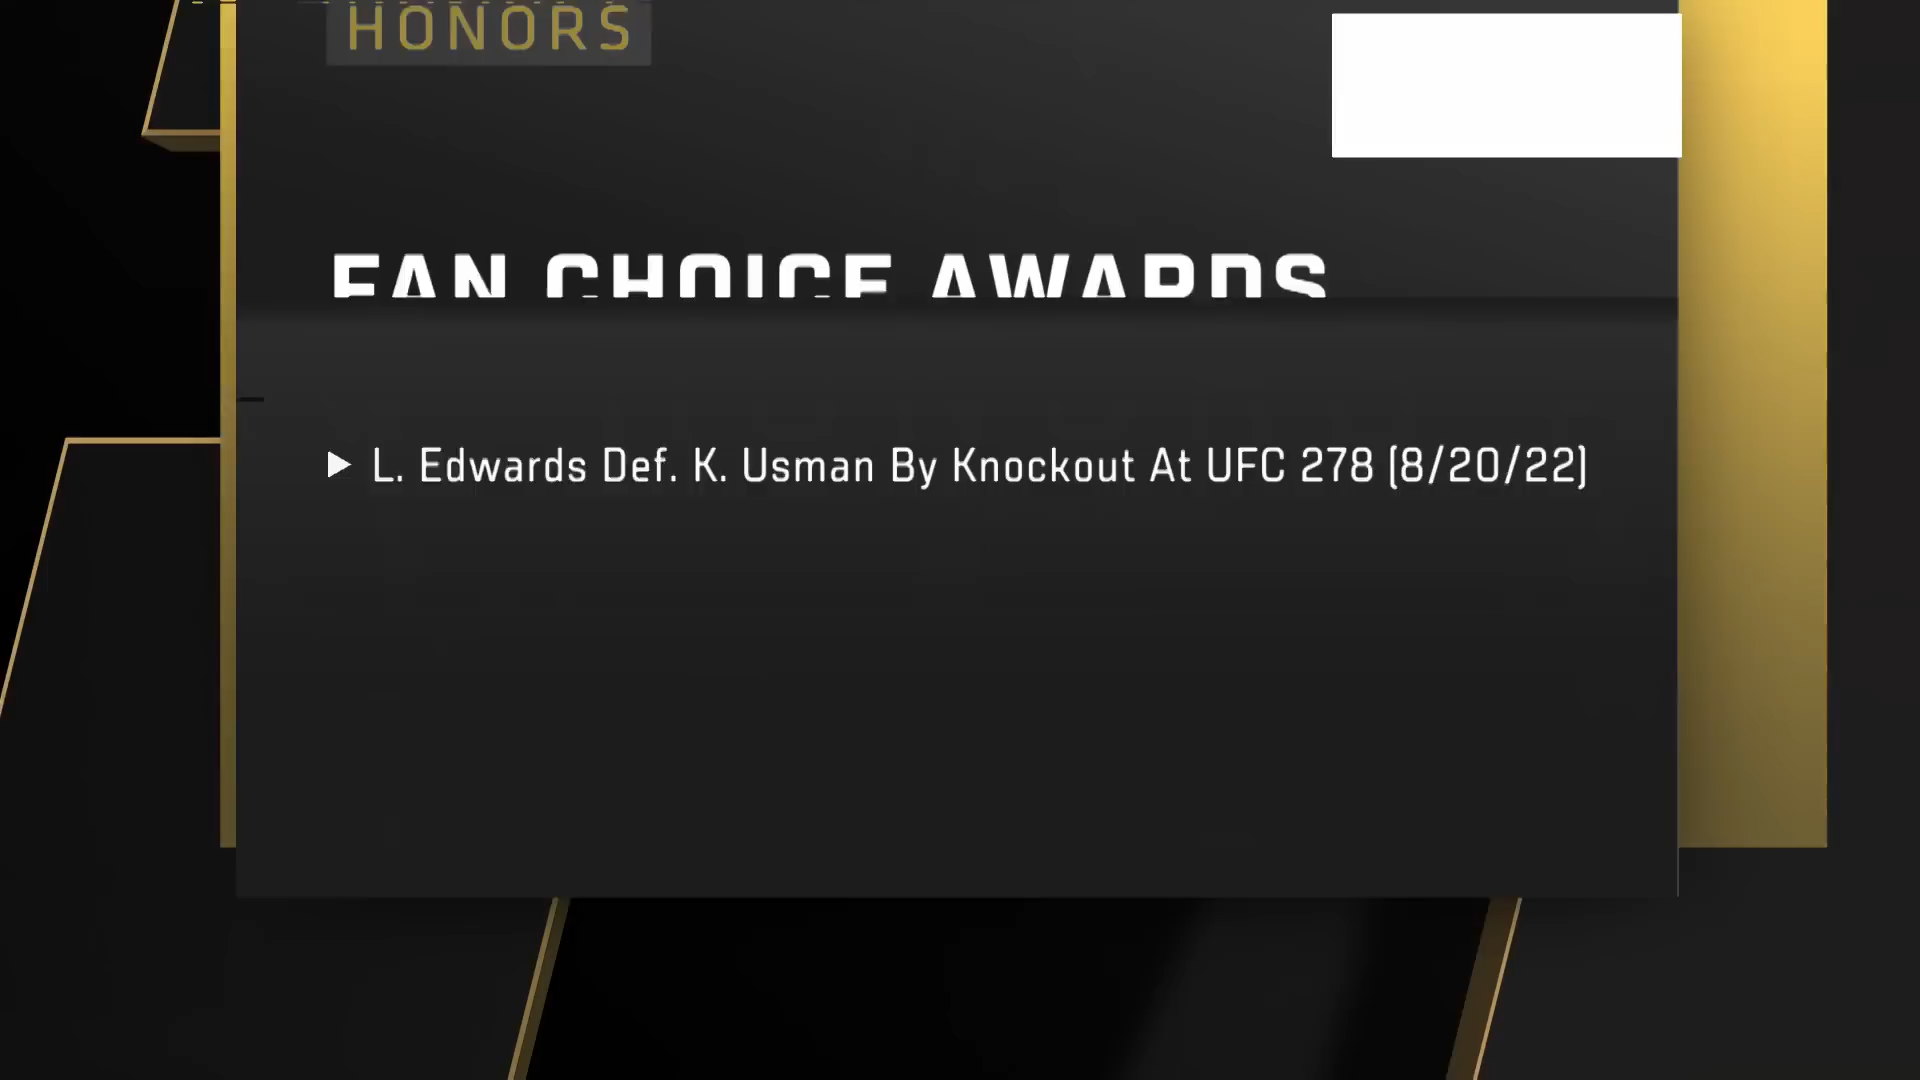 HONORS
FAN CHOICE AWARDS
▶ L. Edwards Def. K. Usman By Knockout At UFC 278 (8/20/22)